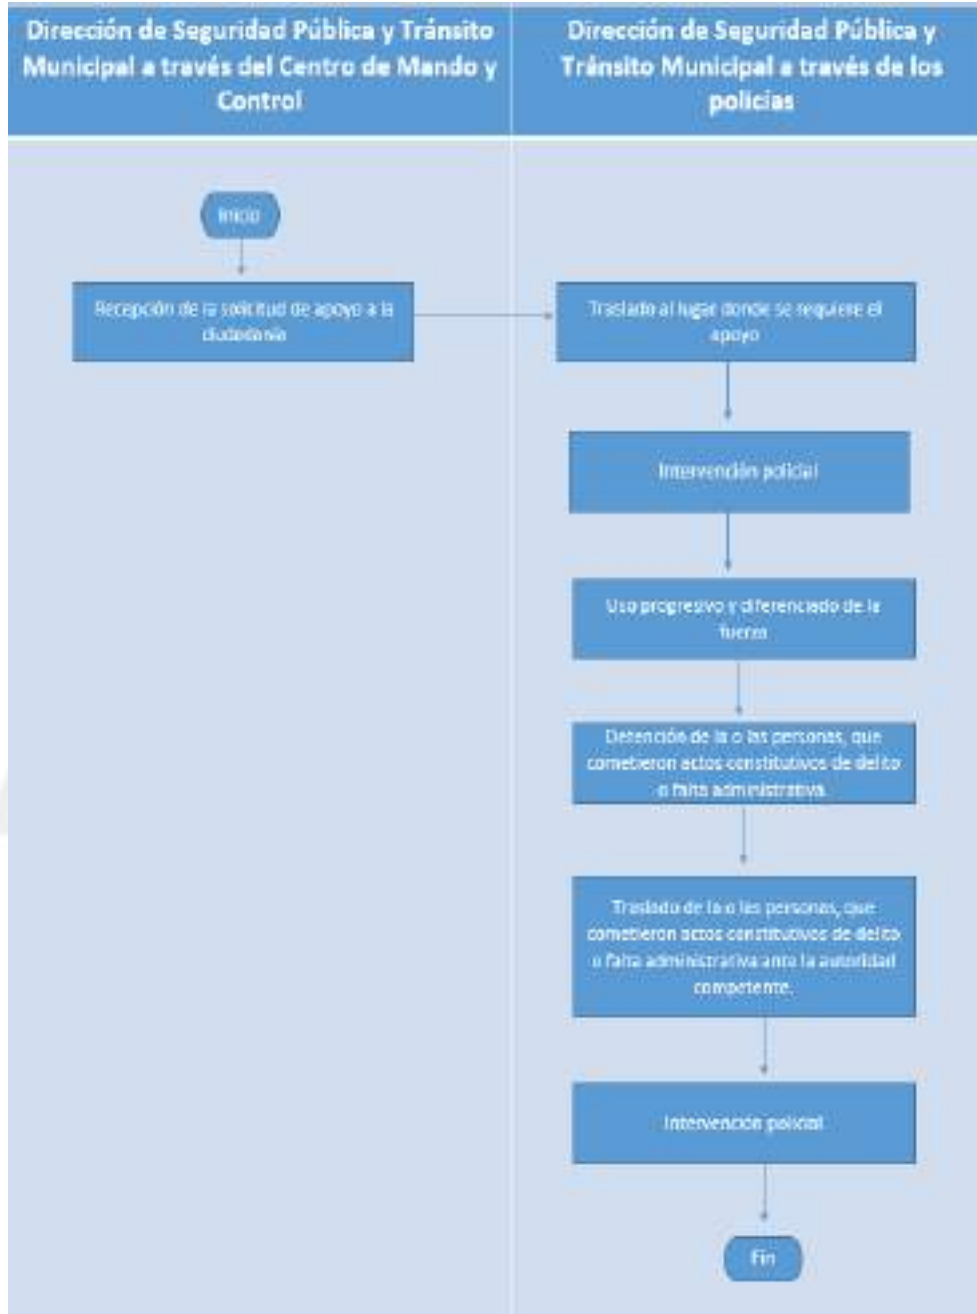 Dirección de Seguridad Pública y Tránsito
Municipal a través del Centro de Mando y
Control
Dirección de Seguridad Pública y
Tránsito Municipal a través de los
policías
Inicio
Recepción de la solicitud de apoyo a la
ciudadanía
Traslado al lugar donde se requiere el
apoyo
Intervención policial
Uso progresivo y diferenciado de la
fuerza
Detención de la o las personas, que
cometieron actos constitutivos de delito
o falta administrativa.
Traslado de la o las personas, que
cometieron actos constitutivos de delito
o falta administrativa ante la autoridad
competente.
Intervención policial
Fin